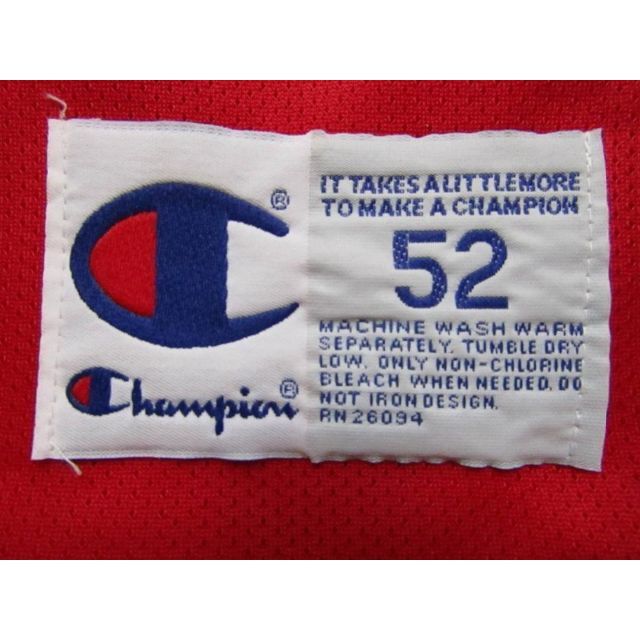 ®
Champion®
IT TAKES A LITTLE MORE
TO MAKE A CHAMPION
52
MACHINE WASH WARM
SEPARATELY. TUMBLE DRY
LOW. ONLY NON-CHLORINE
BLEACH WHEN NEEDED. DO
NOT IRON DESIGN.
RN 26094